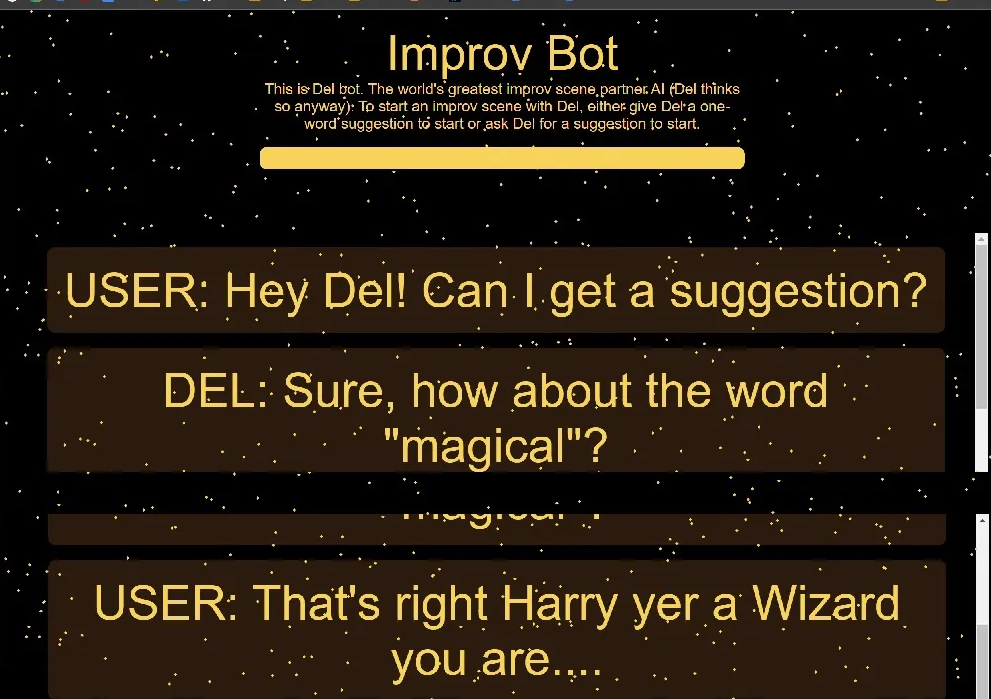 Improv Bot
This is Del bot. The world's greatest improv scene partner AI (Del thinks
so anyway). To start an improv scene with Del, either give Del a one-
word suggestion to start or ask Del for a suggestion to start.
USER: Hey Del! Can I get a suggestion?
DEL: Sure, how about the word
"magical"?
"magical"?
USER: That's right Harry yer a Wizard
you are....